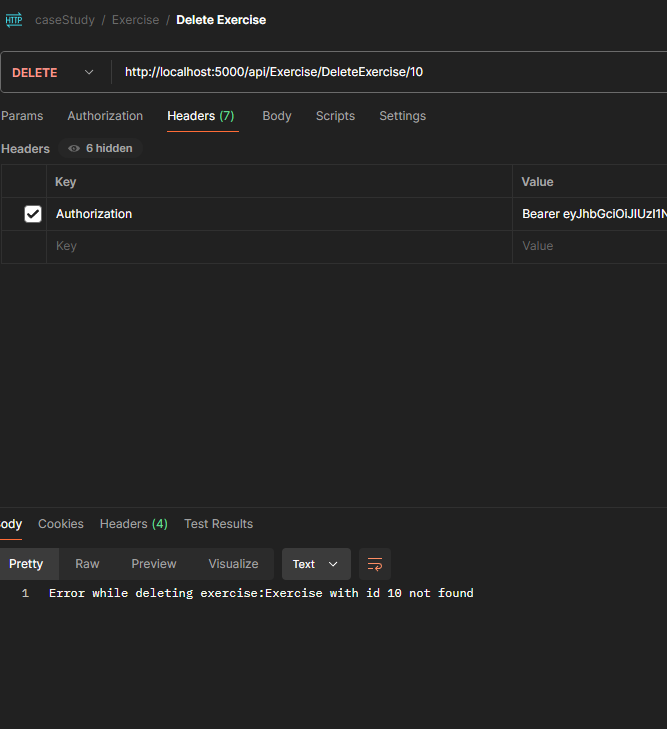 HTTP caseStudy / Exercise / Delete Exercise
DELETE http://localhost:5000/api/Exercise/DeleteExercise/10
Params Authorization Headers (7) Body Scripts Settings
Headers 6 hidden
Key Value
Authorization Bearer eyJhbGciOiJIUzI1N
Key Value
ody Cookies Headers (4) Test Results
Pretty Raw Preview Visualize Text
1 Error while deleting exercise:Exercise with id 10 not found